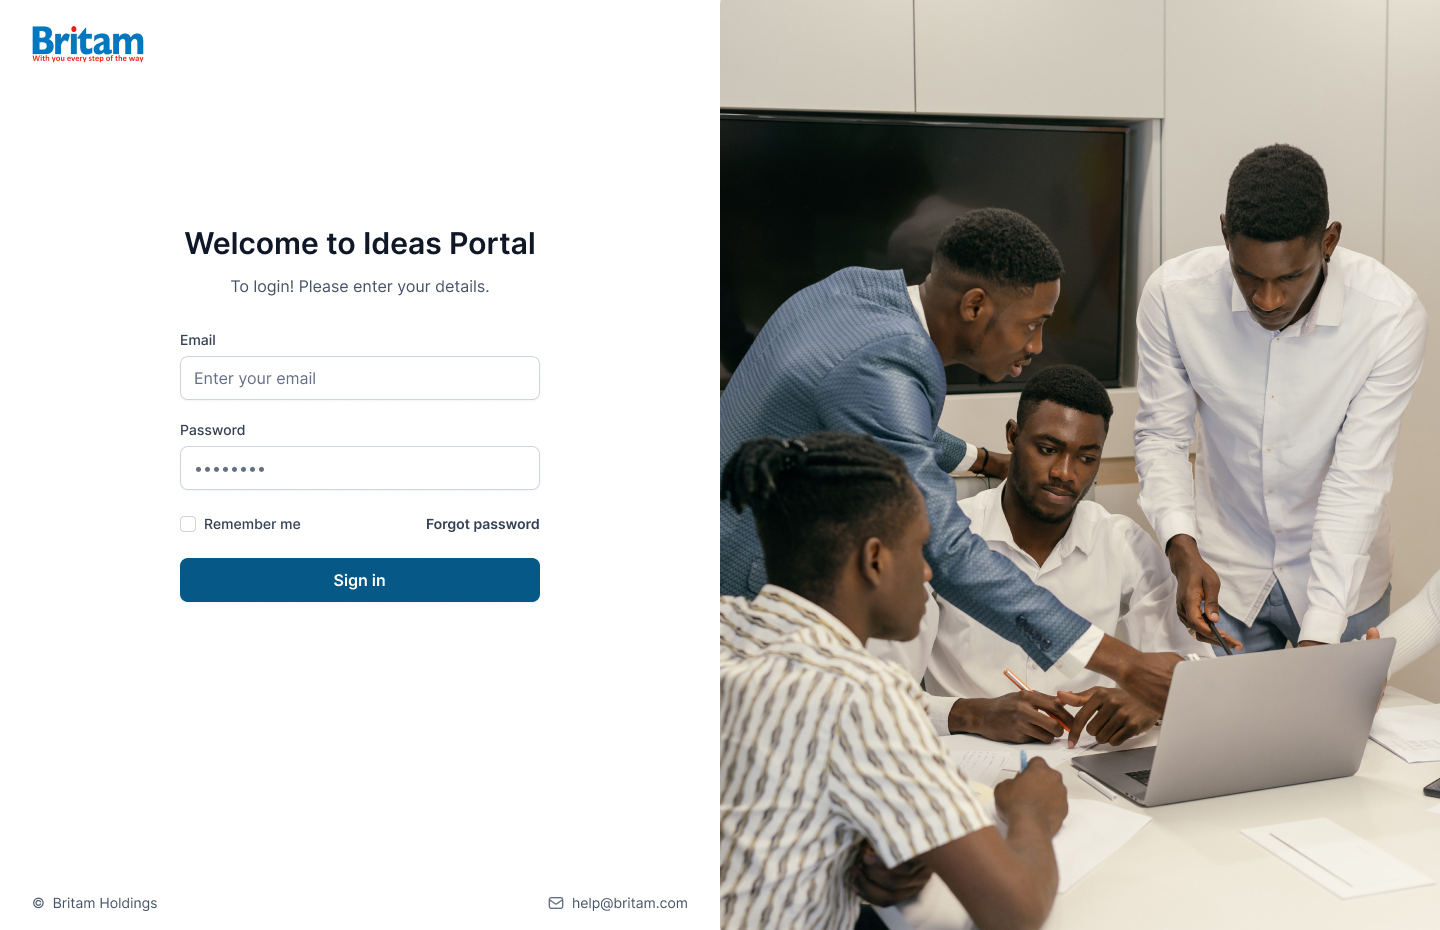 Britam
With you every step of the way
Welcome to Ideas Portal
To login! Please enter your details.
Email
Enter your email
Password
••••••••
Remember me
Forgot password
Sign in
© Britam Holdings
help@britam.com